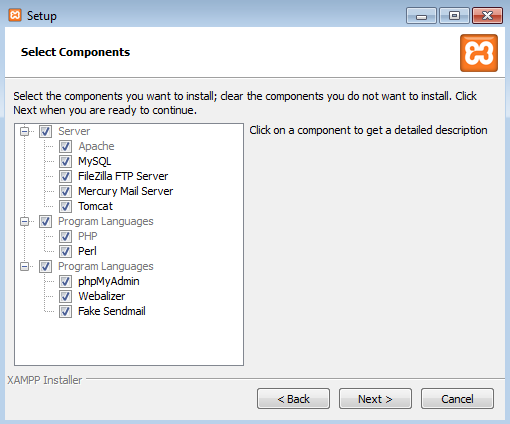 Setup
Select Components
Select the components you want to install; clear the components you do not want to install. Click
Next when you are ready to continue.
Server
Apache
MySQL
FileZilla FTP Server
Mercury Mail Server
Tomcat
Program Languages
PHP
Perl
Program Languages
phpMyAdmin
Webalizer
Fake Sendmail
Click on a component to get a detailed description
XAMPP Installer
< Back
Next >
Cancel